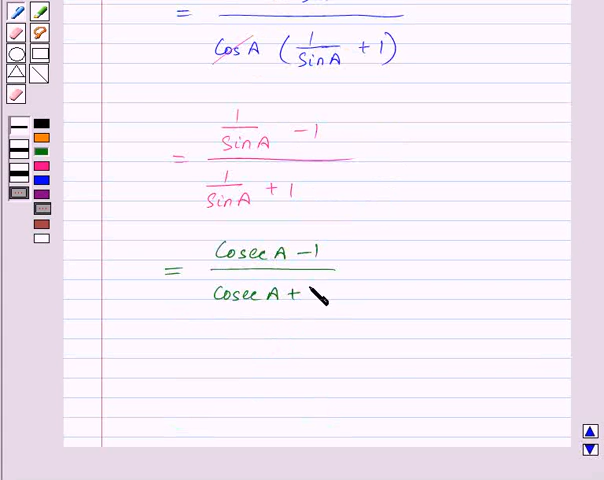 =
Cos A ( 1/Sin A + 1)
= (1/Sin A - 1) / (1/Sin A + 1)
= (Cosec A - 1) / (Cosec A +